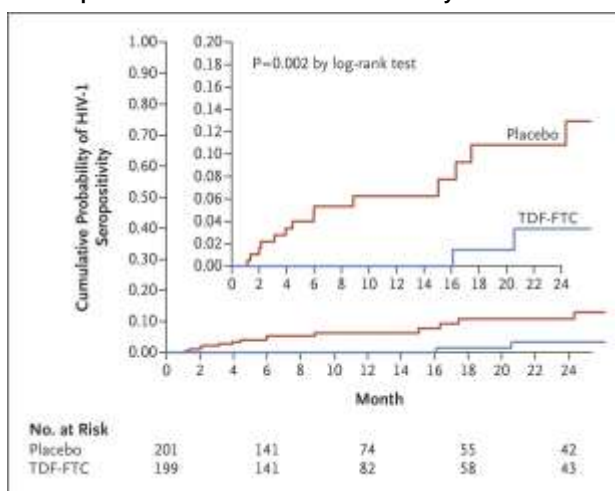 Cumulative Probability of HIV-1
Seropositivity
1.00
0.90
0.80
0.70
0.60
0.50
0.40
0.30
0.20
0.10
0.00
0.20
0.18
0.16
0.14
0.12
0.10
0.08
0.06
0.04
0.02
0.00
P=0.002 by log-rank test
Placebo
TDF-FTC
0 2 4 6 8 10 12 14 16 18 20 22 24
0 2 4 6 8 10 12 14 16 18 20 22 24
Month
No. at Risk
Placebo 201 141 74 55 42
TDF-FTC 199 141 82 58 43